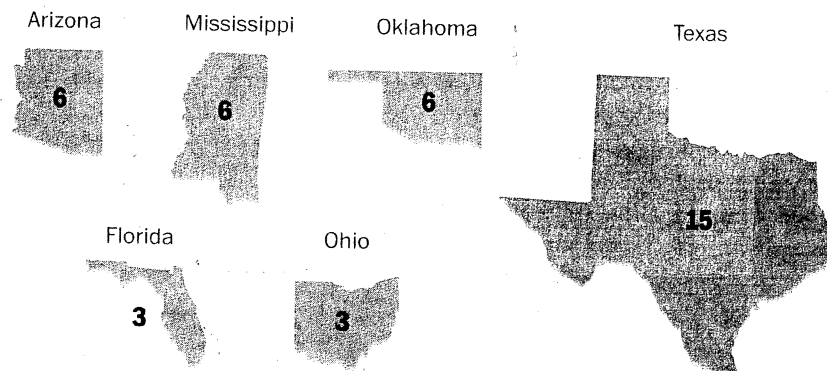 Arizona
Mississippi
Oklahoma
Texas
6
6
6
15
Florida
Ohio
3
3